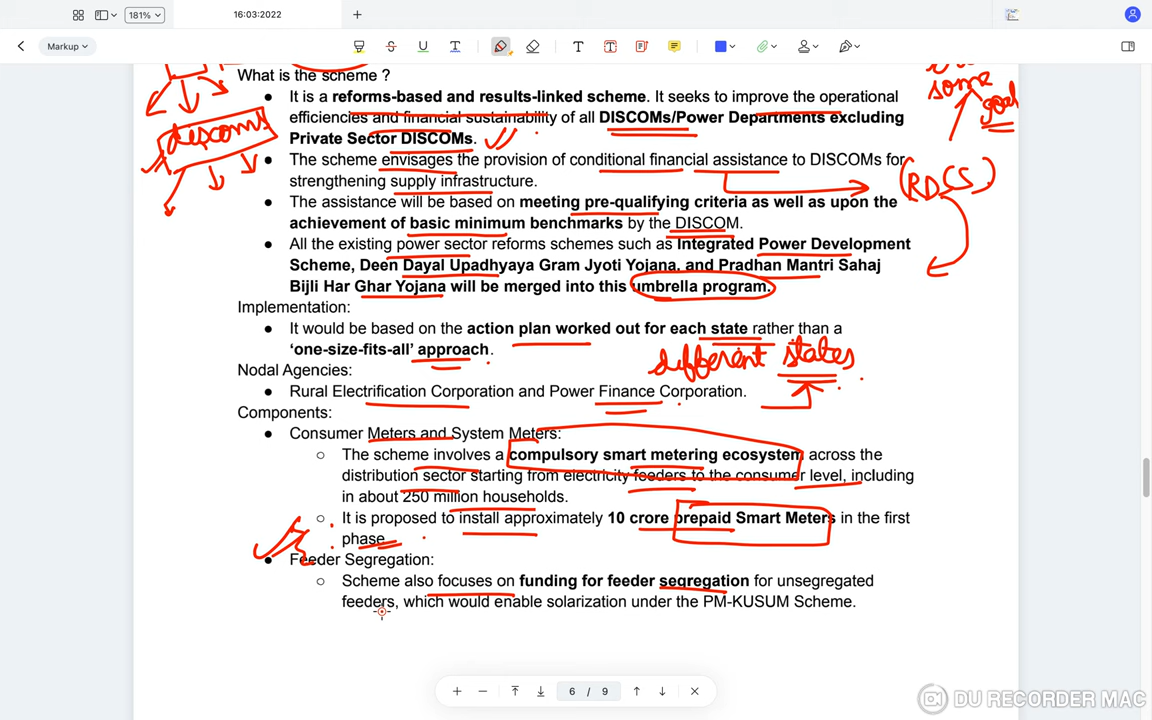 181%
16:03:2022
Markup
What is the scheme ?
It is a reforms-based and results-linked scheme. It seeks to improve the operational
efficiencies and financial sustainability of all DISCOMs/Power Departments excluding
Private Sector DISCOMs.
The scheme envisages the provision of conditional financial assistance to DISCOMs for
strengthening supply infrastructure.
The assistance will be based on meeting pre-qualifying criteria as well as upon the
achievement of basic minimum benchmarks by the DISCOM.
All the existing power sector reforms schemes such as Integrated Power Development
Scheme, Deen Dayal Upadhyaya Gram Jyoti Yojana, and Pradhan Mantri Sahaj
Bijli Har Ghar Yojana will be merged into this umbrella program.
Implementation:
It would be based on the action plan worked out for each state rather than a
‘one-size-fits-all’ approach.
Nodal Agencies:
Rural Electrification Corporation and Power Finance Corporation.
Components:
Consumer Meters and System Meters:
The scheme involves a compulsory smart metering ecosystem across the
distribution sector starting from electricity feeders to the consumer level, including
in about 250 million households.
It is proposed to install approximately 10 crore prepaid Smart Meters in the first
phase.
Feeder Segregation:
Scheme also focuses on funding for feeder segregation for unsegregated
feeders, which would enable solarization under the PM-KUSUM Scheme.
discoms
some
goal
(RDSS)
different states
6 / 9
DU RECORDER MAC